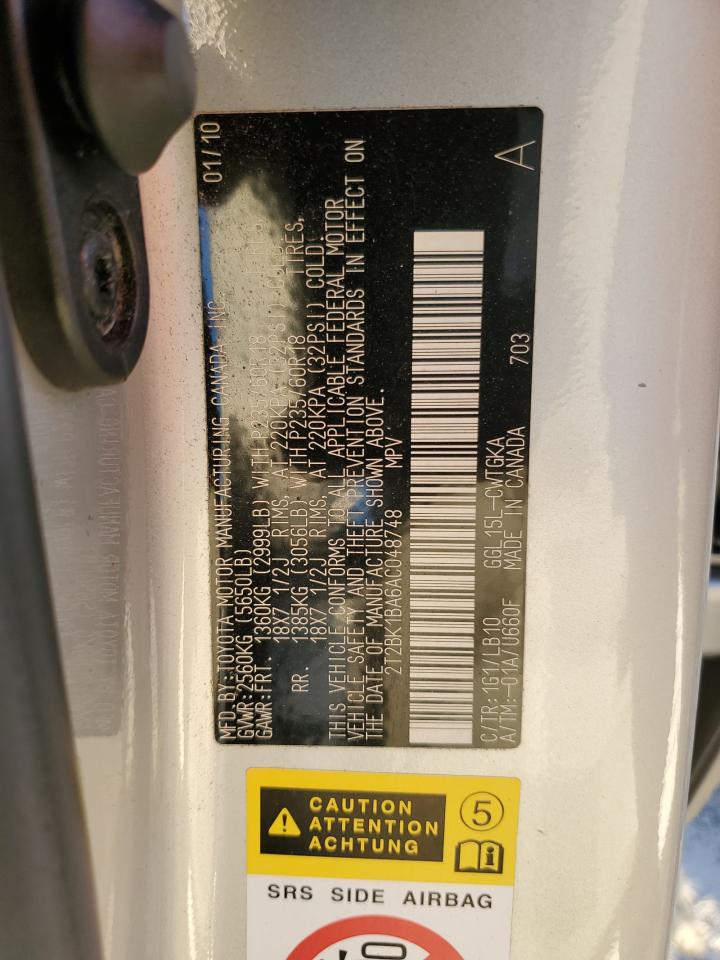 MFD.BY:TOYOTA MOTOR MANUFACTURING CANADA INC. 01/10
GVWR:2560KG (5650LB)
GAWR:FRT. 1360KG (2999LB) WITH P235/60R18 TIRES,
18X7 1/2J RIMS, AT 220KPA (32PSI) COLD.
RR. 1385KG (3056LB) WITH P235/60R18 TIRES,
18X7 1/2J RIMS, AT 220KPA (32PSI) COLD.
THIS VEHICLE CONFORMS TO ALL APPLICABLE FEDERAL MOTOR
VEHICLE SAFETY AND THEFT PREVENTION STANDARDS IN EFFECT ON
THE DATE OF MANUFACTURE SHOWN ABOVE.
2T2BK1BA6AC048748 MPV
C/TR:1G1/LB10 GGL15L-CWTGKA
A/TM:-01A/U660F MADE IN CANADA 703
A
CAUTION
ATTENTION
ACHTUNG
5
SRS SIDE AIRBAG